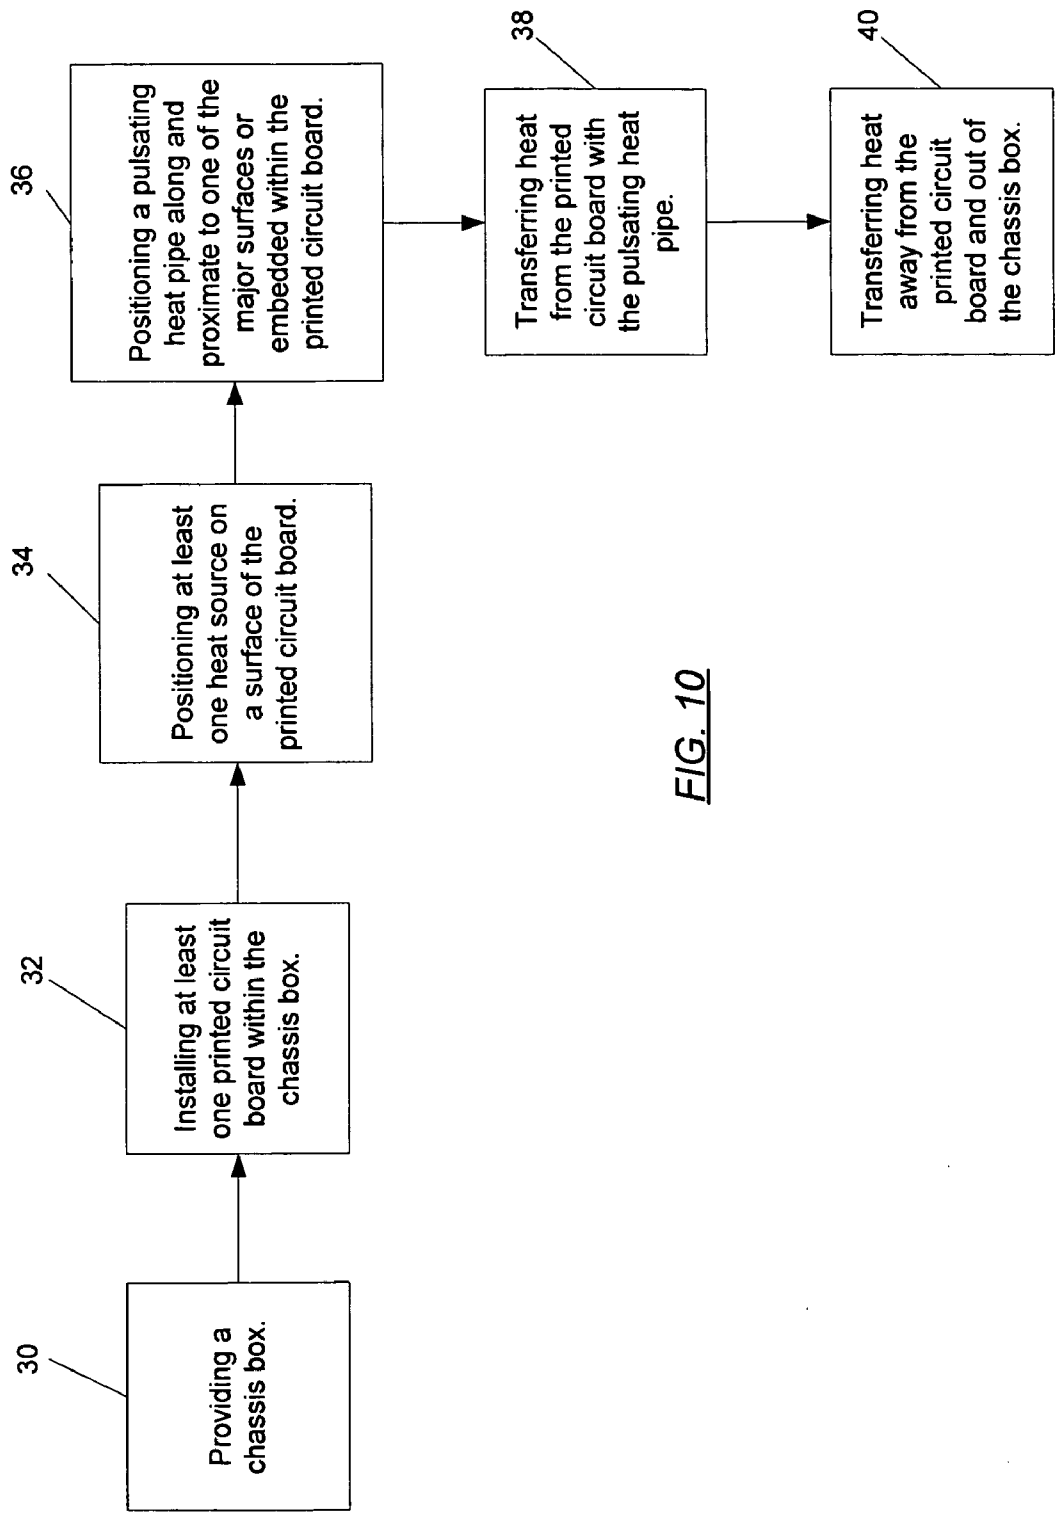 30
Providing a
chassis box.
32
Installing at least
one printed circuit
board within the
chassis box.
34
Positioning at least
one heat source on
a surface of the
printed circuit board.
36
Positioning a pulsating
heat pipe along and
proximate to one of the
major surfaces or
embedded within the
printed circuit board.
38
Transferring heat
from the printed
circuit board with
the pulsating heat
pipe.
40
Transferring heat
away from the
printed circuit
board and out of
the chassis box.
FIG. 10